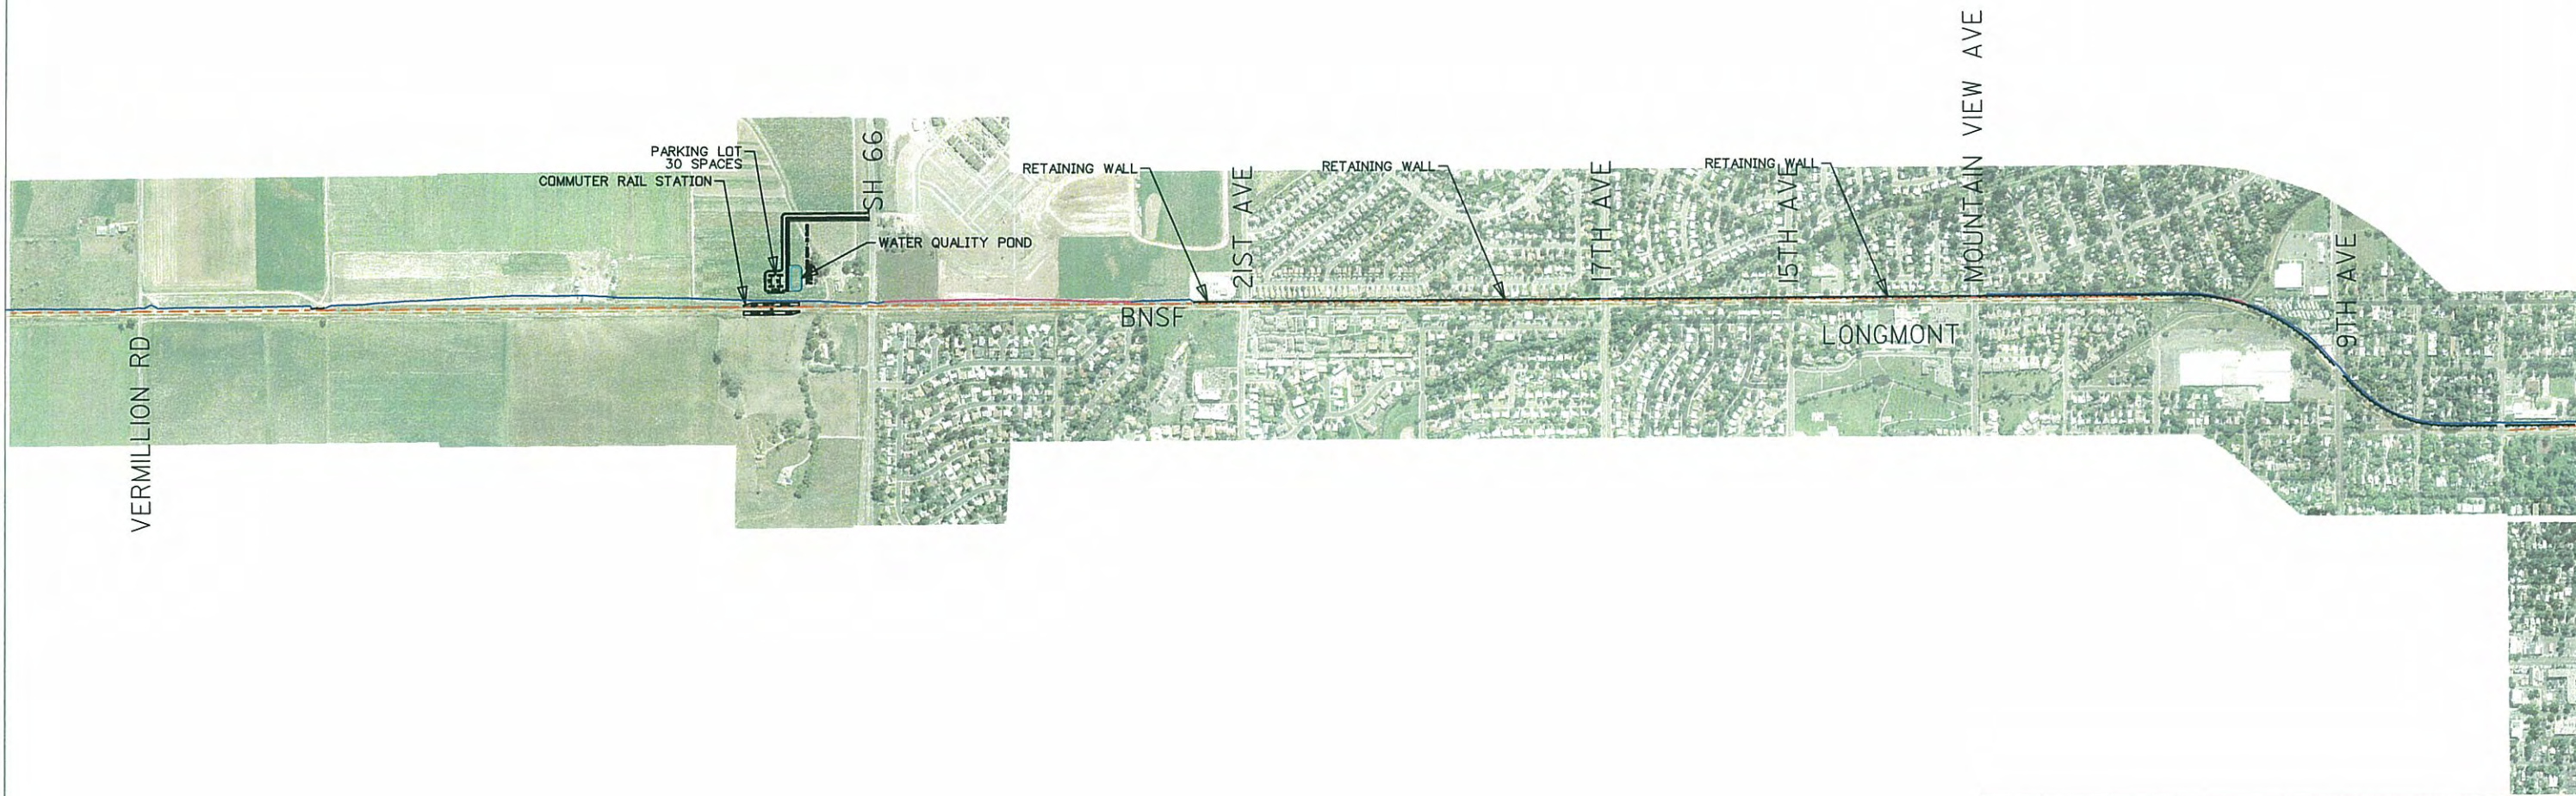 PARKING LOT
30 SPACES
COMMUTER RAIL STATION
SH 66
WATER QUALITY POND
RETAINING WALL
21ST AVE
RETAINING WALL
17TH AVE
RETAINING WALL
15TH AVE
MOUNTAIN VIEW AVE
9TH AVE
VERMILLION RD
BNSF
LONGMONT